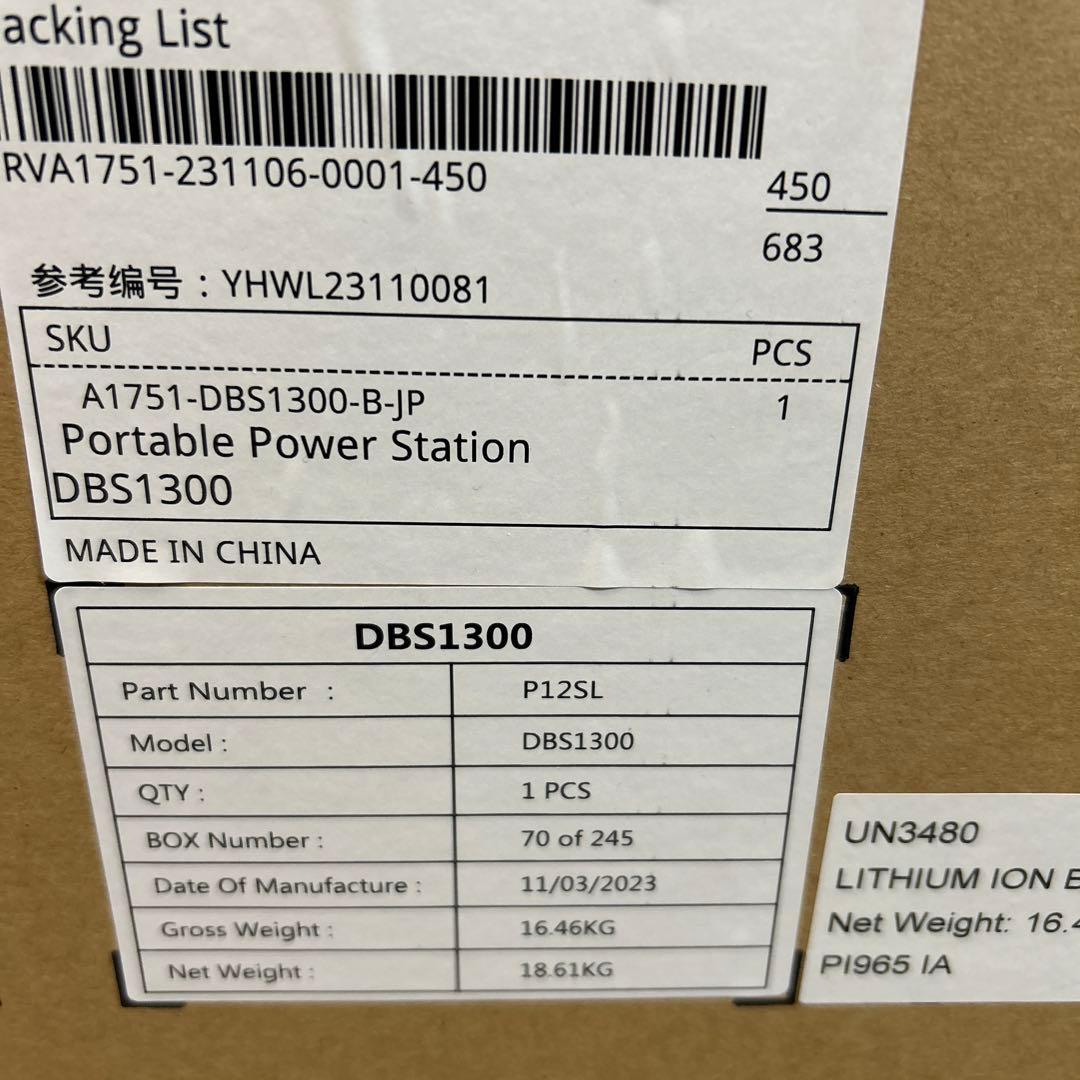 acking List
RVA1751-231106-0001-450
450
683
参考编号：YHWL23110081
SKU PCS
A1751-DBS1300-B-JP 1
Portable Power Station
DBS1300
MADE IN CHINA
DBS1300
Part Number : P12SL
Model : DBS1300
QTY : 1 PCS
BOX Number : 70 of 245
Date Of Manufacture : 11/03/2023
Gross Weight : 16.46KG
Net Weight : 18.61KG
UN3480
LITHIUM ION
Net Weight: 16.4
PI965 IA